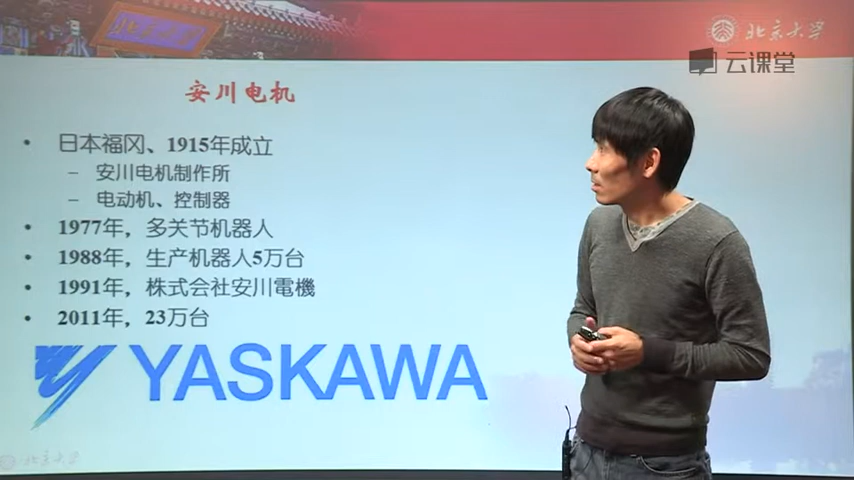 北京大学
云课堂
安川电机
• 日本福冈、1915年成立
– 安川电机制作所
– 电动机、控制器
• 1977年，多关节机器人
• 1988年，生产机器人5万台
• 1991年，株式会社安川電機
• 2011年，23万台
YASKAWA
北京大学